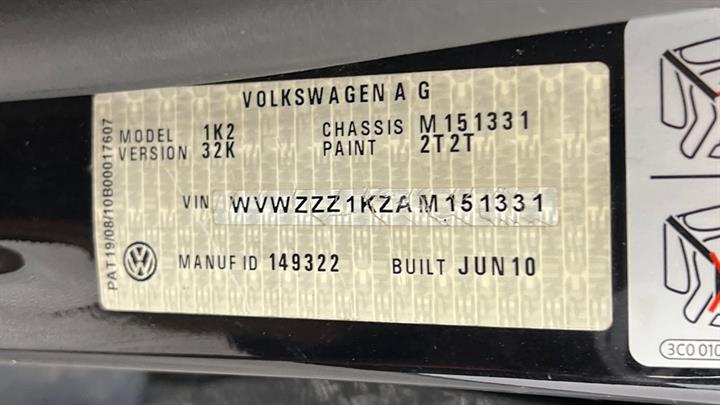 VOLKSWAGEN A G
MODEL 1K2 CHASSIS M151331
VERSION 32K PAINT 2T2T
VIN WVWZZZ1KZAM151331
MANUF ID 149322 BUILT JUN10
PAT19/08/10B00017607
3C0 010